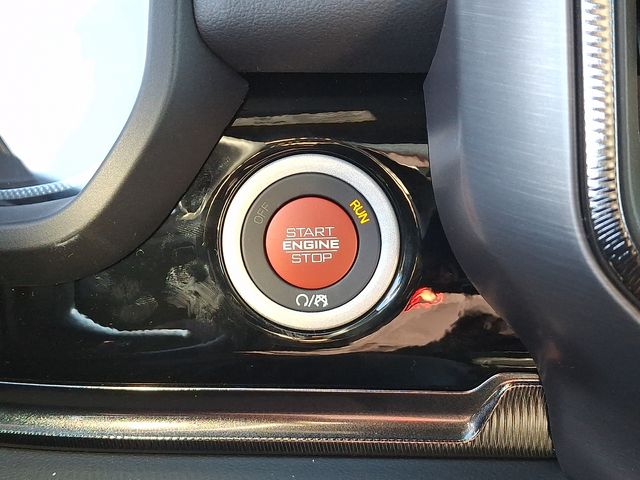 OFF
RUN
START
ENGINE
STOP
/